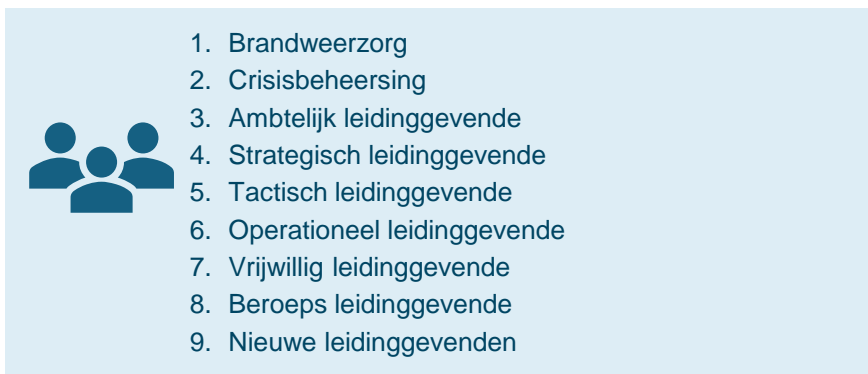 1. Brandweerzorg
2. Crisisbeheersing
3. Ambtelijk leidinggevende
4. Strategisch leidinggevende
5. Tactisch leidinggevende
6. Operationeel leidinggevende
7. Vrijwillig leidinggevende
8. Beroeps leidinggevende
9. Nieuwe leidinggevenden